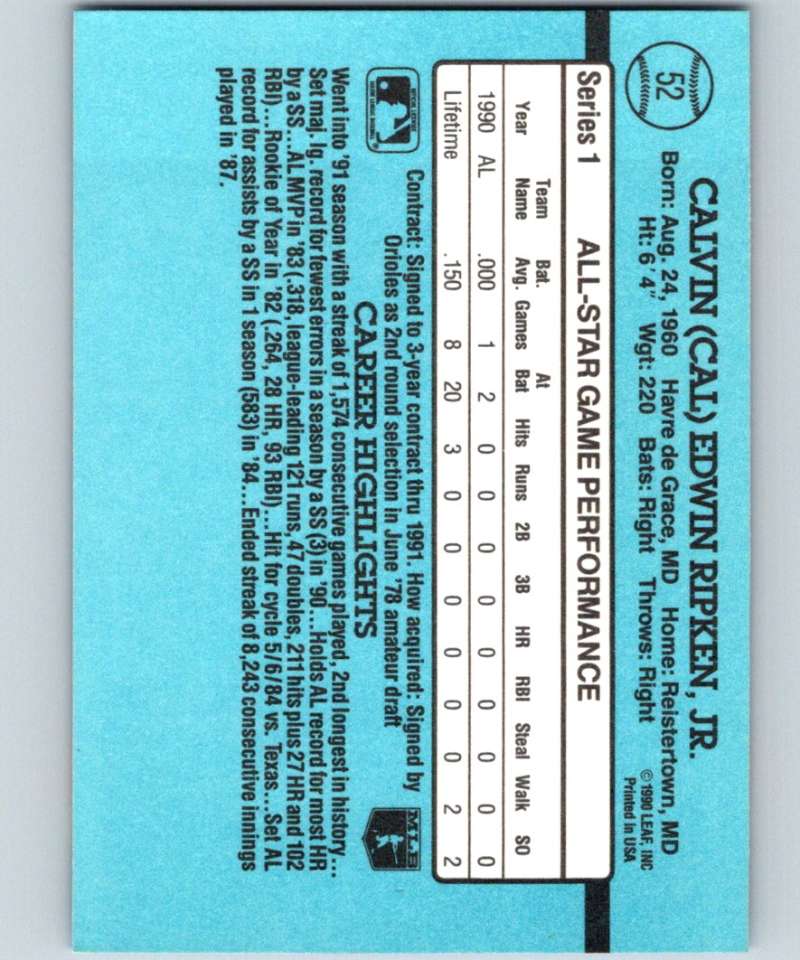 52
CALVIN (CAL) EDWIN RIPKEN, JR.
Born: Aug. 24, 1960 Havre de Grace, MD Home: Reistertown, MD
Ht: 6' 4" Wgt: 220 Bats: Right Throws: Right
©1990 LEAF, INC
Printed In USA
Series 1 ALL-STAR GAME PERFORMANCE
Year Team Name Bat. Avg. Games At Bat Hits Runs 2B 3B HR RBI Steal Walk SO
1990 AL .000 1 2 0 0 0 0 0 0 0 0 0
Lifetime .150 8 20 3 0 0 0 0 0 0 2 2
Contract: Signed to 3-year contract thru 1991. How acquired: Signed by
Orioles as 2nd round selection in June '78 amateur draft
MLB
CAREER HIGHLIGHTS
Went into '91 season with a streak of 1,574 consecutive games played, 2nd longest in history...
Set maj. lg. record for fewest errors in a season by a SS (3) in '90...Holds AL record for most HR
by a SS...AL MVP in '83 (.318, league-leading 121 runs, 47 doubles, 211 hits plus 27 HR and 102
RBI)...Rookie of Year in '82 (.264, 28 HR, 93 RBI)...Hit for cycle 5/6/84 vs. Texas...Set AL
record for assists by a SS in 1 season (583) in '84...Ended streak of 8,243 consecutive innings
played in '87.